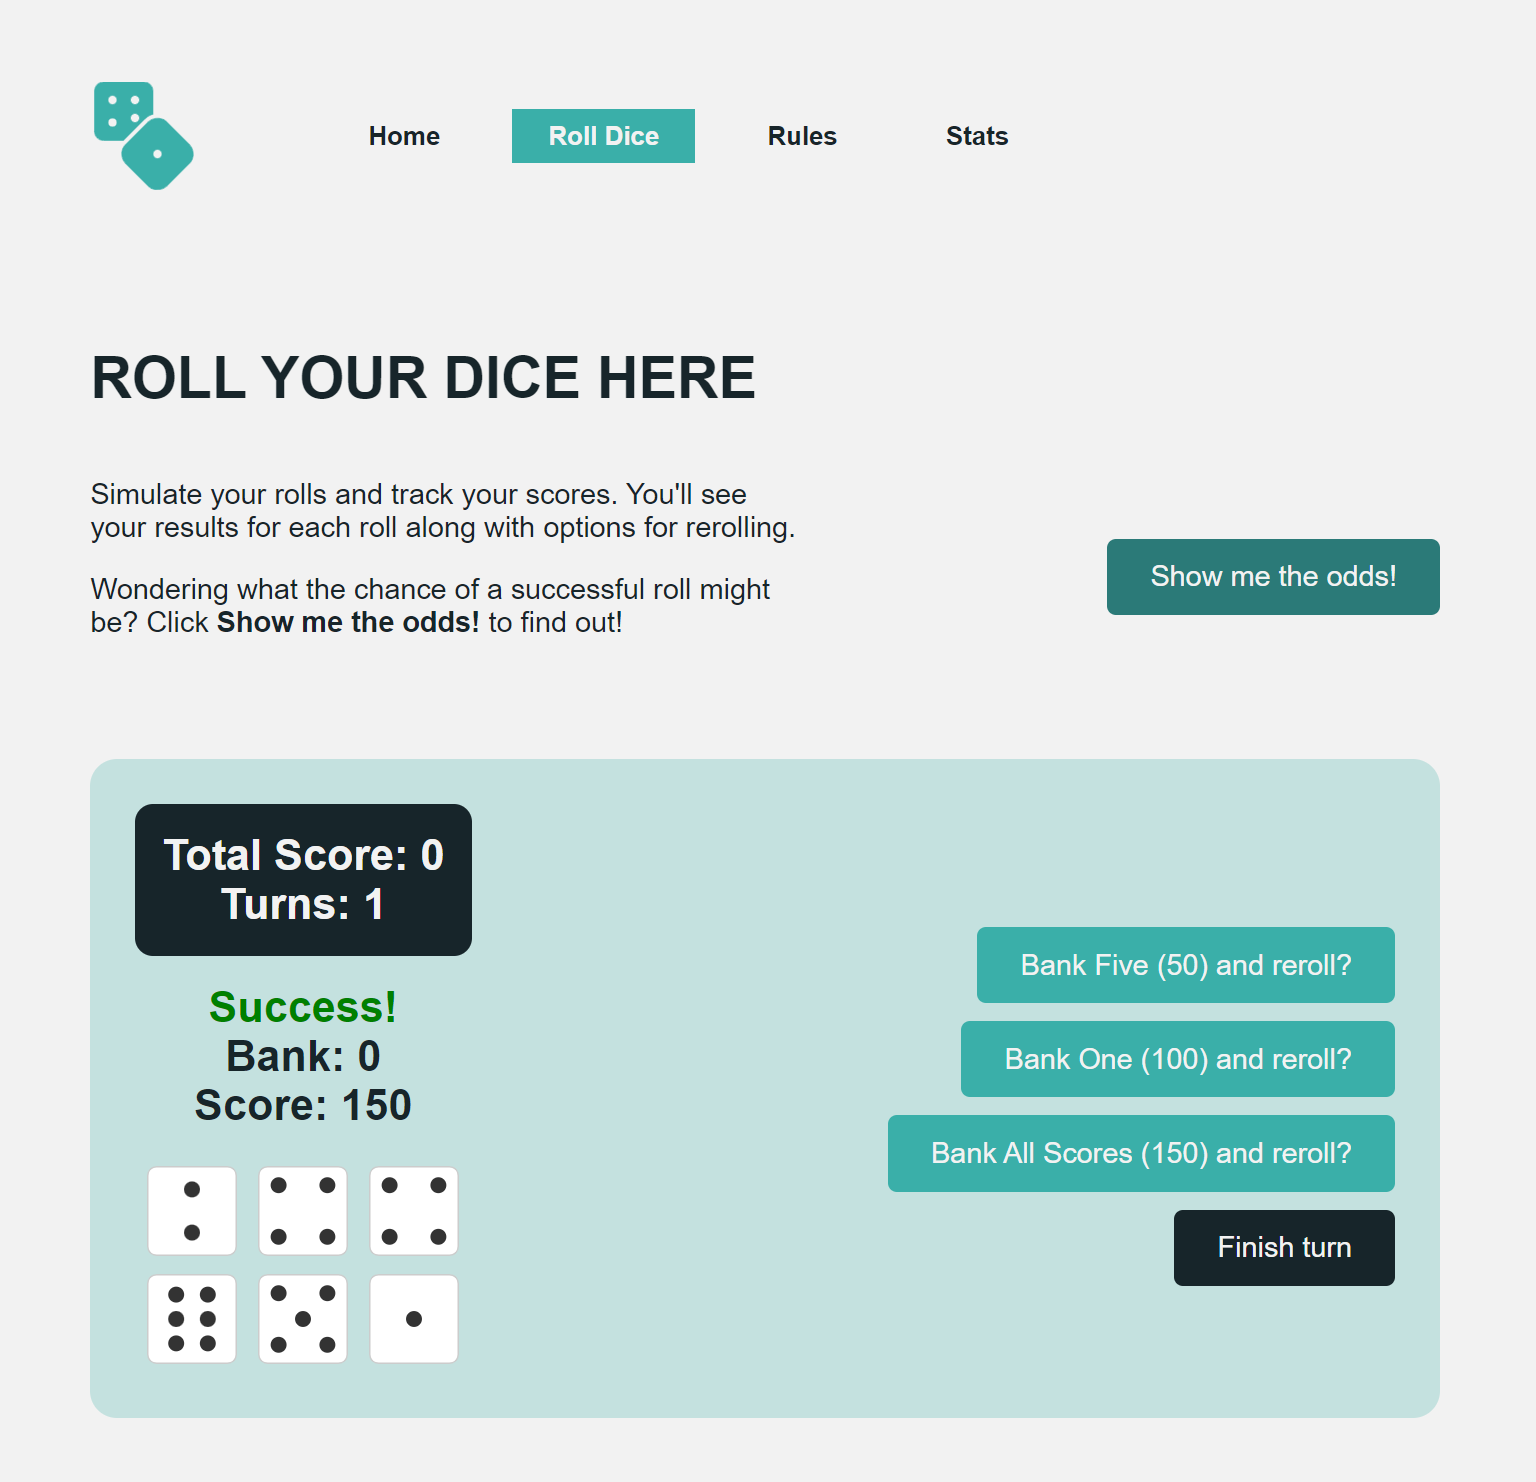 Home
Roll Dice
Rules
Stats
ROLL YOUR DICE HERE
Simulate your rolls and track your scores. You'll see
your results for each roll along with options for rerolling.
Wondering what the chance of a successful roll might
be? Click Show me the odds! to find out!
Show me the odds!
Total Score: 0
Turns: 1
Success!
Bank: 0
Score: 150
Bank Five (50) and reroll?
Bank One (100) and reroll?
Bank All Scores (150) and reroll?
Finish turn